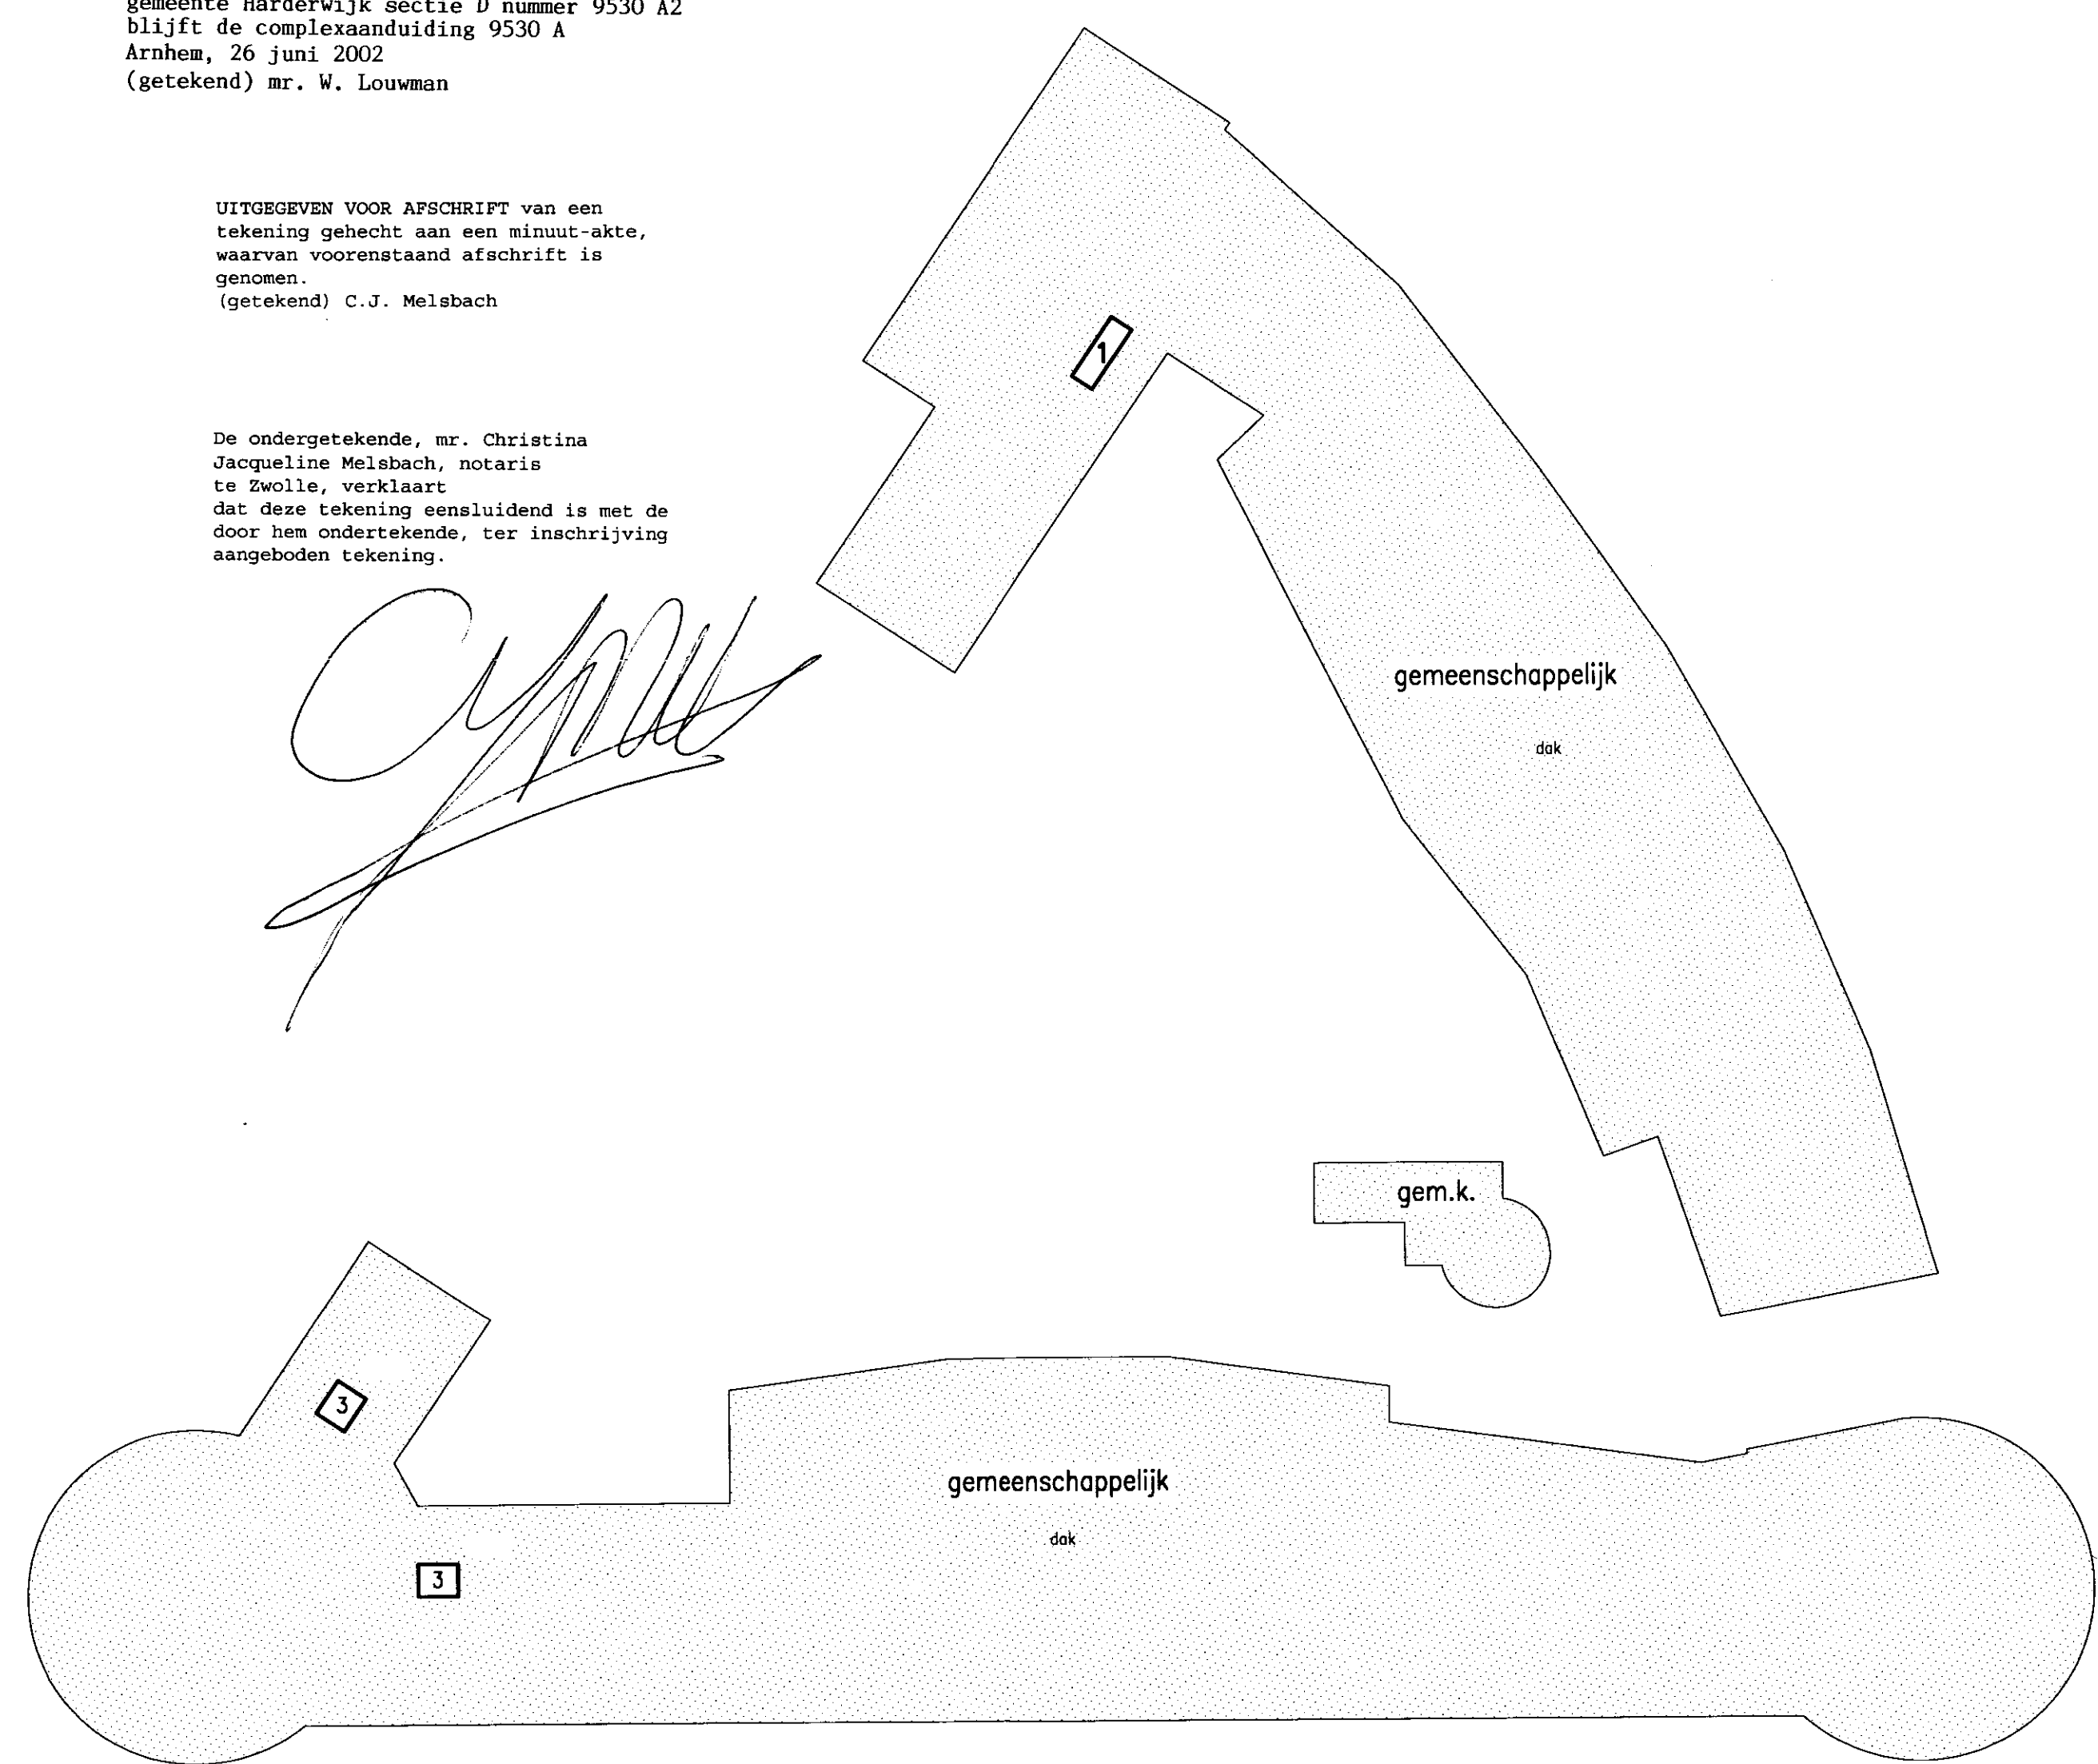 gemeente Harderwijk sectie D nummer 9530 A2
blijft de complexaanduiding 9530 A
Arnhem, 26 juni 2002
(getekend) mr. W. Louwman
UITGEGEVEN VOOR AFSCHRIFT van een
tekening gehecht aan een minuut-akte,
waarvan voorenstaand afschrift is
genomen.
(getekend) C.J. Melsbach
De ondergetekende, mr. Christina
Jacqueline Melsbach, notaris
te Zwolle, verklaart
dat deze tekening eensluidend is met de
door hem ondertekende, ter inschrijving
aangeboden tekening.
1
gemeenschappelijk
dak
gem.k.
3
gemeenschappelijk
dak
3